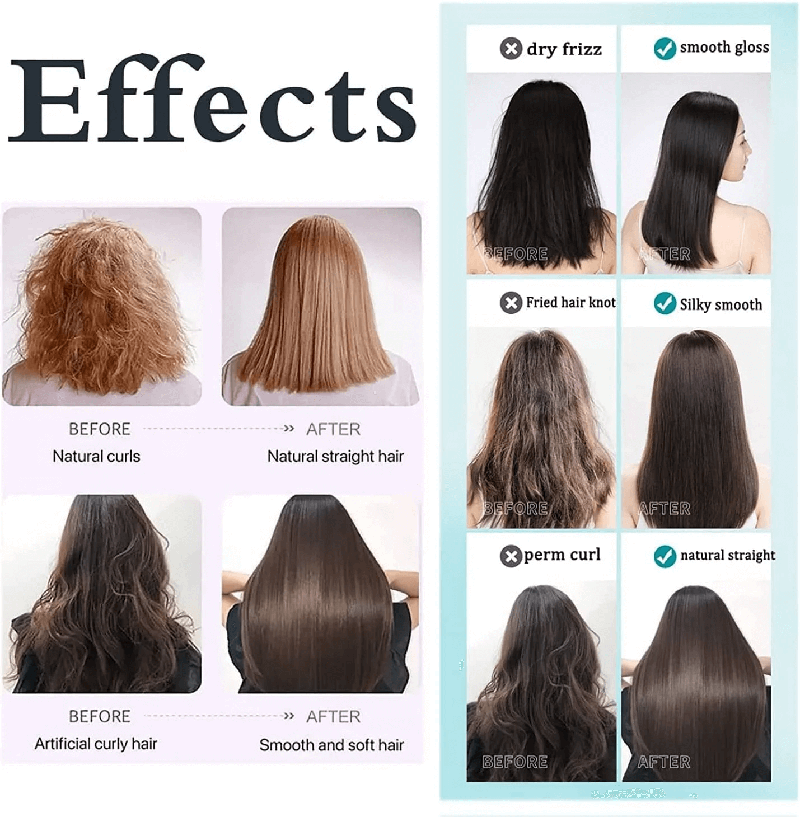 Effects
BEFORE AFTER
Natural curls Natural straight hair
BEFORE AFTER
Artificial curly hair Smooth and soft hair
dry frizz smooth gloss
BEFORE AFTER
Fried hair knot Silky smooth
BEFORE AFTER
perm curl natural straight
BEFORE AFTER